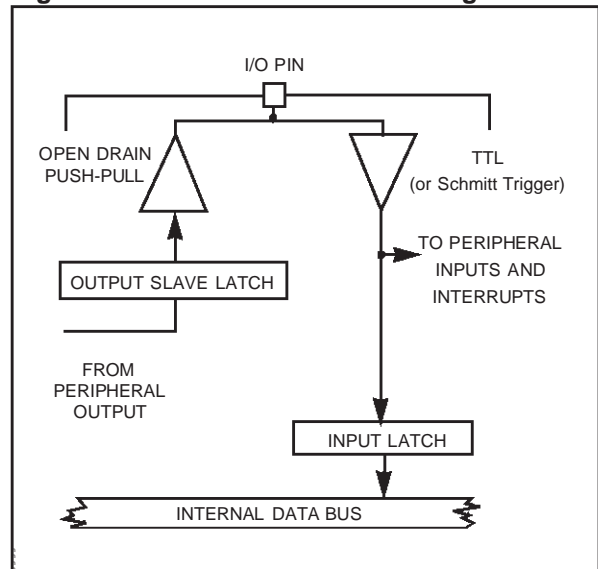 I/O PIN
OPEN DRAIN
PUSH-PULL
TTL
(or Schmitt Trigger)
TO PERIPHERAL
INPUTS AND
INTERRUPTS
OUTPUT SLAVE LATCH
FROM
PERIPHERAL
OUTPUT
INPUT LATCH
INTERNAL DATA BUS